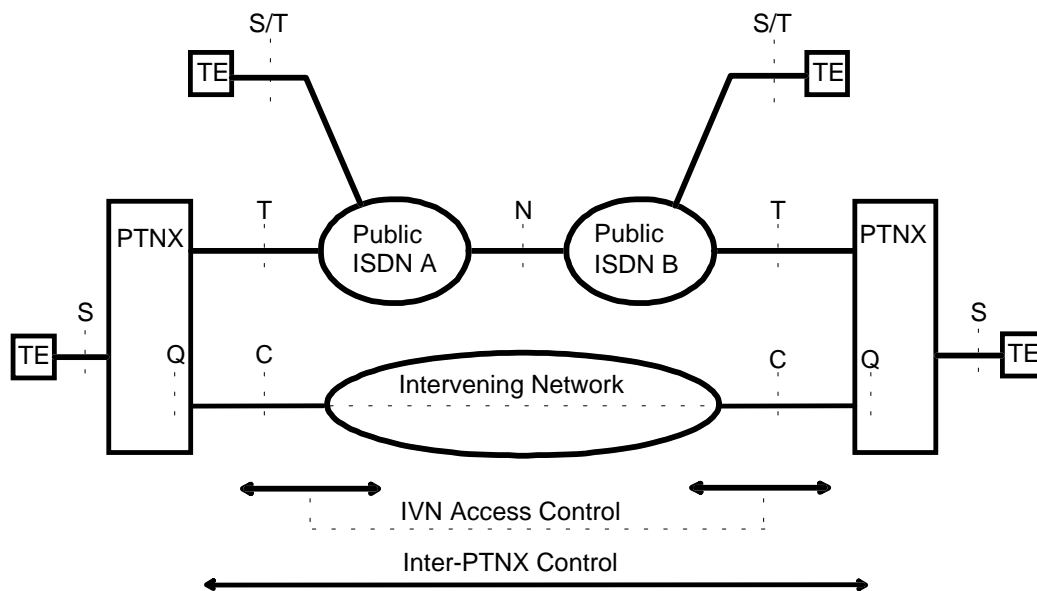 S/T S/T
TE TE
T N T
PTNX Public ISDN A Public ISDN B PTNX
S S
TE Q C Intervening Network C Q TE
IVN Access Control
Inter-PTNX Control